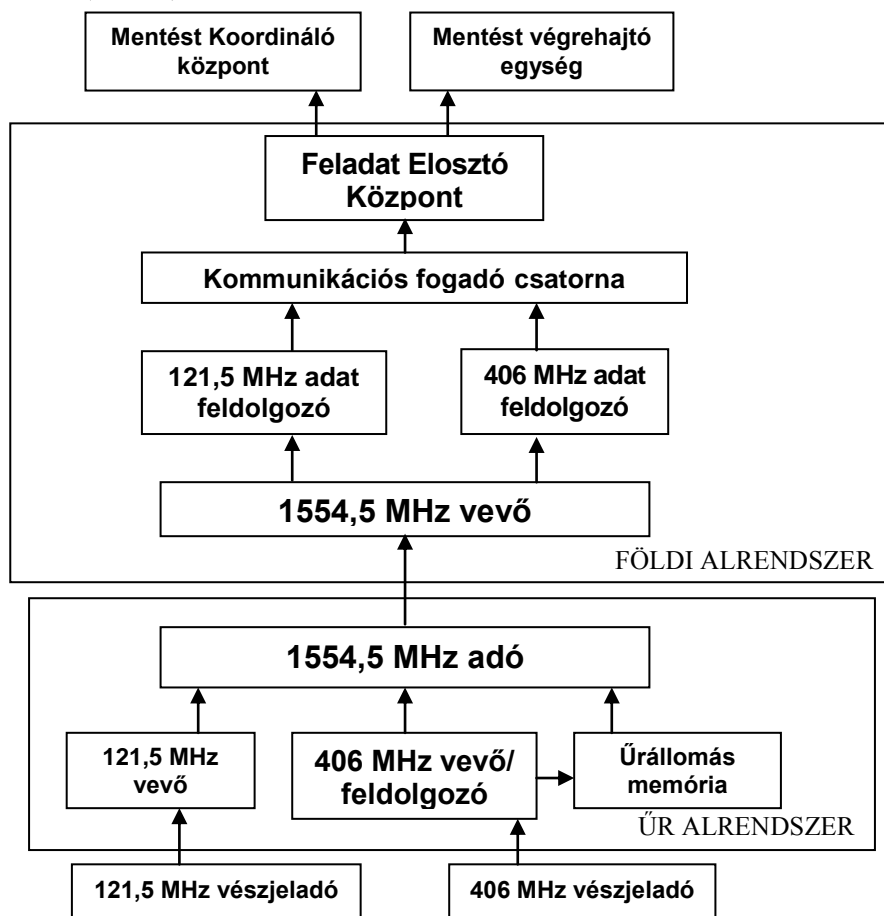 Mentést Koordináló
központ
Mentést végrehajtó
egység
Feladat Elosztó
Központ
Kommunikációs fogadó csatorna
121,5 MHz adat
feldolgozó
406 MHz adat
feldolgozó
1554,5 MHz vevő
FÖLDI ALRENDSZER
1554,5 MHz adó
121,5 MHz
vevő
406 MHz vevő/
feldolgozó
Űrállomás
memória
ŰR ALRENDSZER
121,5 MHz vészjeladó
406 MHz vészjeladó